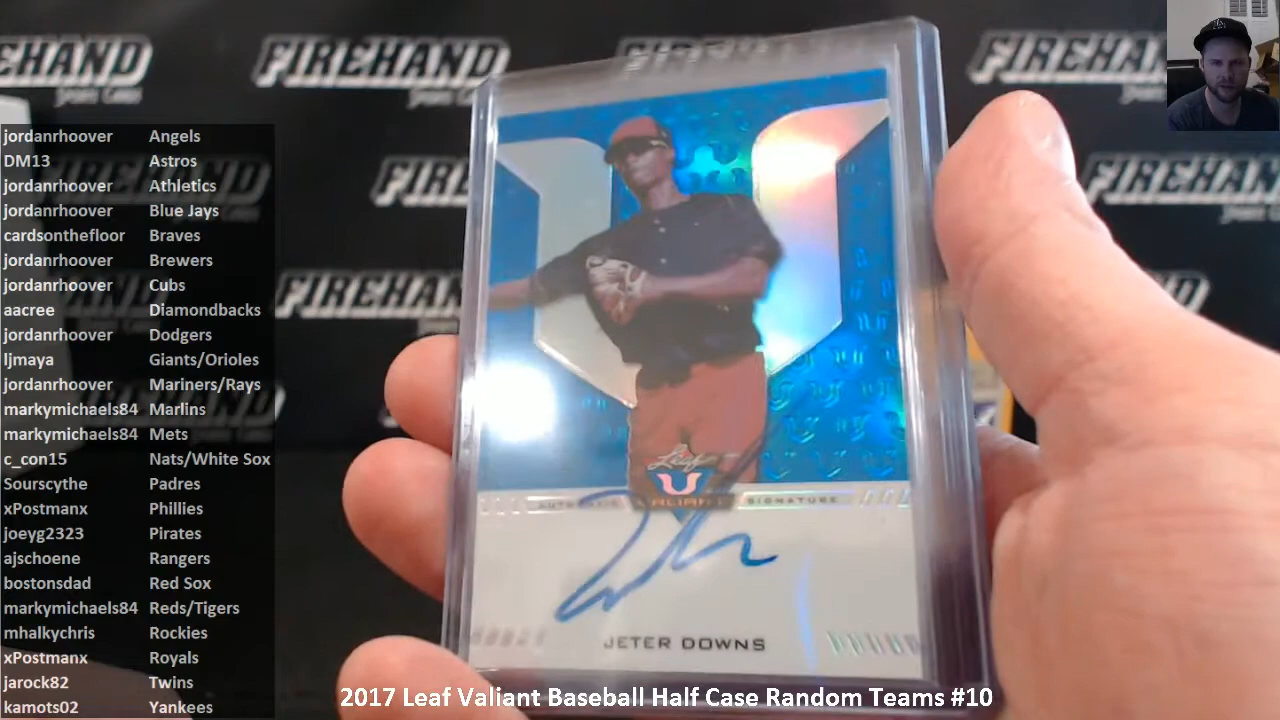 FIREHAND
FIREHAND
FIREHAND
FIREHAND
jordanrhoover Angels
DM13 Astros
jordanrhoover Athletics
jordanrhoover Blue Jays
cardsonthefloor Braves
jordanrhoover Brewers
jordanrhoover Cubs
aacree Diamondbacks
jordanrhoover Dodgers
ljmaya Giants/Orioles
jordanrhoover Mariners/Rays
markymichaels84 Marlins
markymichaels84 Mets
c_con15 Nats/White Sox
Sourscythe Padres
xPostmanx Phillies
joeyg2323 Pirates
ajschoene Rangers
bostonsdad Red Sox
markymichaels84 Reds/Tigers
mhalkychris Rockies
xPostmanx Royals
jarock82 Twins
kamots02 Yankees
FIREHAND
FIREHAND
FIREHAND
Leaf
VALIANT
SIGNATURE
JETER DOWNS
2017 Leaf Valiant Baseball Half Case Random Teams #10